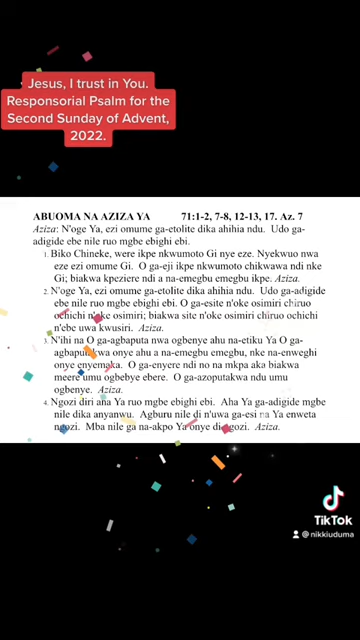 Jesus, I trust in You.
Responsorial Psalm for the
Second Sunday of Advent,
2022.
ABUOMA NA AZIZA YA 71:1-2, 7-8, 12-13, 17. Az. 7
Aziza: N'oge Ya, ezi omume ga-etolite dika ahihia ndu. Udo ga-
adigide ebe nile ruo mgbe ebighi ebi.
1. Biko Chineke, were ikpe nkwumoto Gi nye eze. Nyekwuo nwa
eze ezi omume Gi. O ga-eji ikpe nkwumoto chikwawa ndi nke
Gi; biakwa kpeziere ndi a na-emegbu emegbu ikpe. Aziza.
2. N'oge Ya, ezi omume ga-etolite dika ahihia ndu. Udo ga-adigide
ebe nile ruo mgbe ebighi ebi. O ga-esite n'oke osimiri chiruo
ochichi n'oke osimiri; biakwa site n'oke osimiri chiruo ochichi
n'ebe uwa kwusiri. Aziza.
3. N'ihi na O ga-agbaputa nwa ogbenye ahu na-etiku Ya O ga-
agbaputakwa onye ahu a na-emegbu emegbu, nke na-enweghi
onye enyemaka. O ga-enyere ndi no na mkpa aka biakwa
meere umu ogbebye ebere. O ga-azoputakwa ndu umu
ogbenye. Aziza.
4. Ngozi diri aha Ya ruo mgbe ebighi ebi. Aha Ya ga-adigide mgbe
nile dika anyanwu. Agburu nile di n'uwa ga-esi na Ya enweta
ngozi. Mba nile ga na-akpo Ya onye di ngozi. Aziza.
TikTok
@nikkiuduma